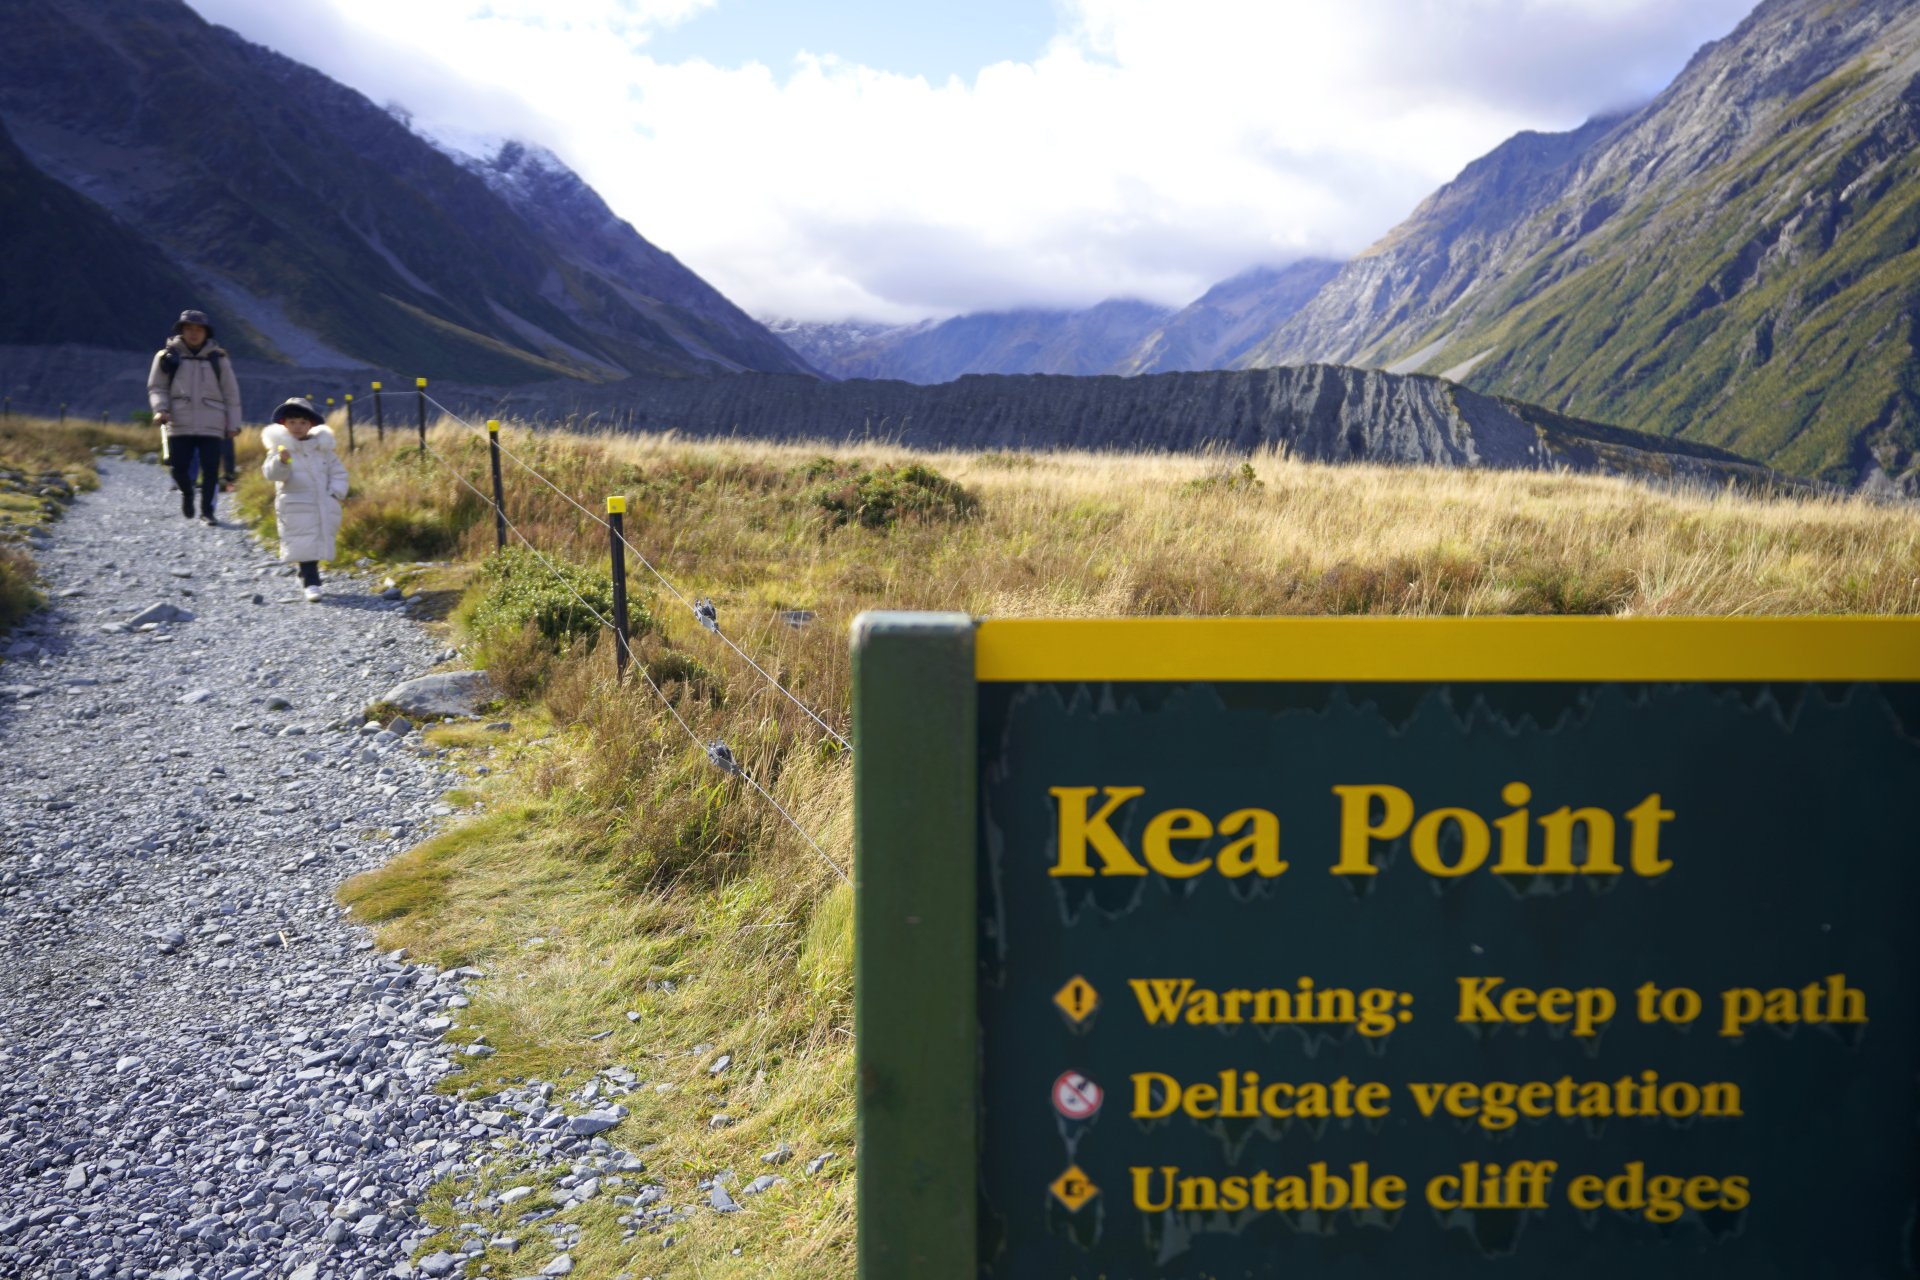 Kea Point
Warning: Keep to path
Delicate vegetation
Unstable cliff edges